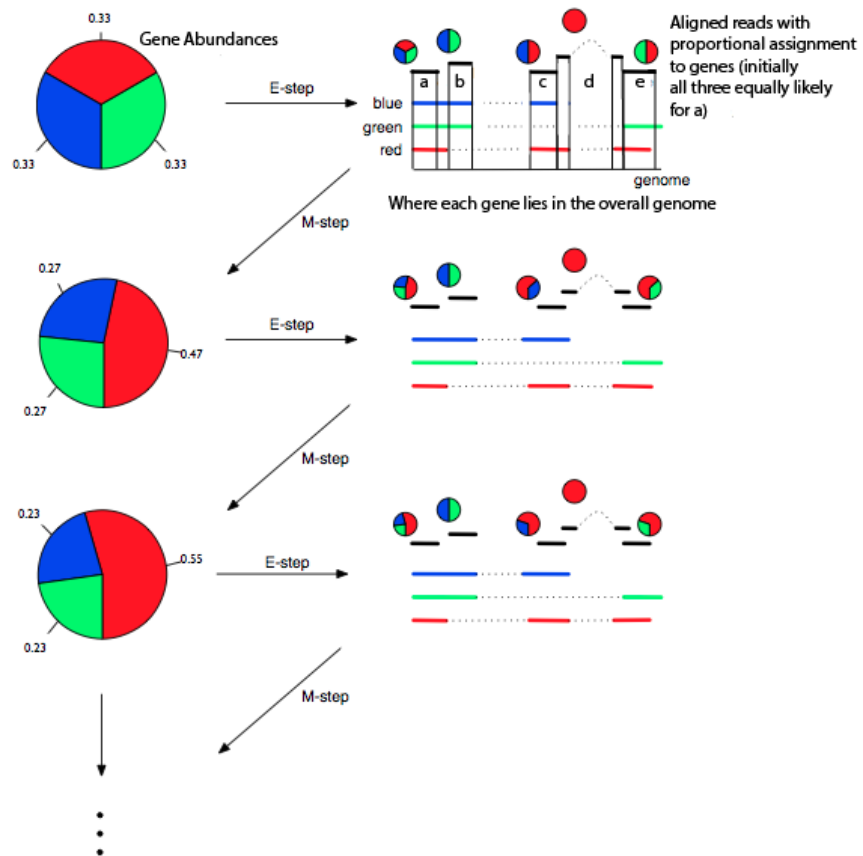 0.33
Gene Abundances
0.33
0.33
E-step
a
b
c
d
e
blue
green
red
genome
Aligned reads with
proportional assignment
to genes (initially
all three equally likely
for a)
Where each gene lies in the overall genome
M-step
0.27
0.47
0.27
E-step
M-step
0.23
0.55
0.23
E-step
M-step